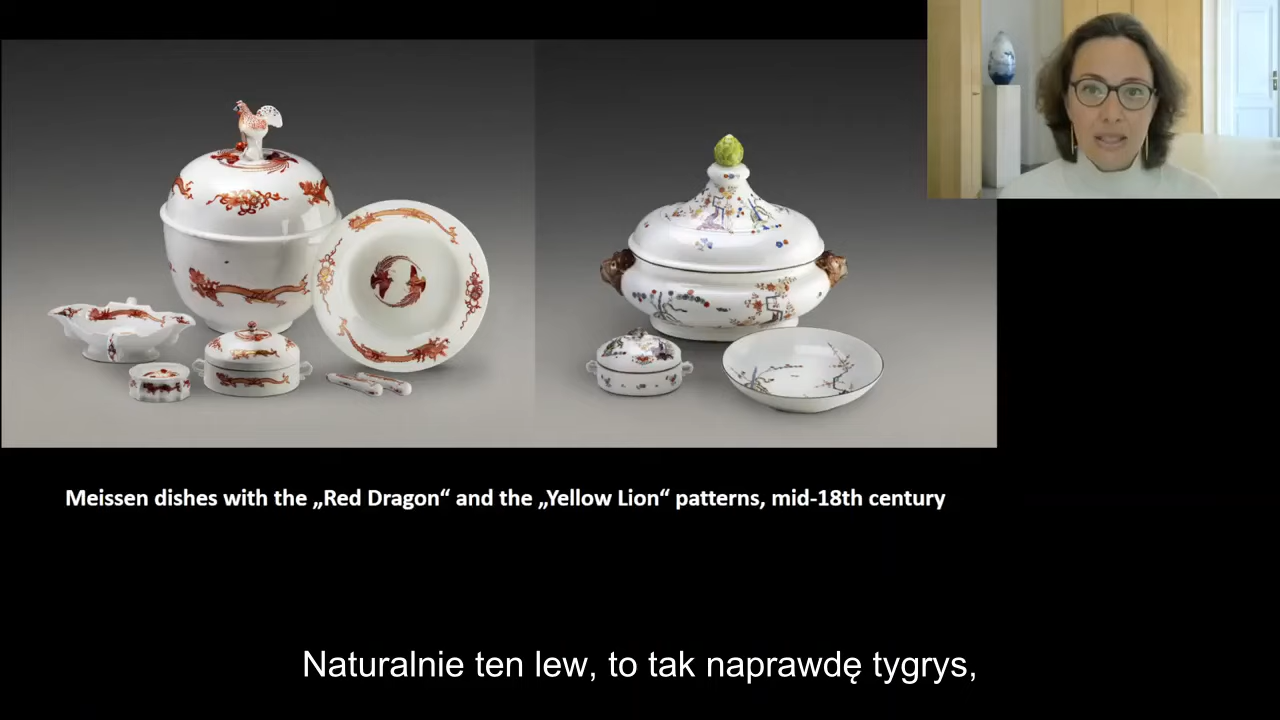 Meissen dishes with the „Red Dragon“ and the „Yellow Lion“ patterns, mid-18th century
Naturalnie ten lew, to tak naprawdę tygrys,